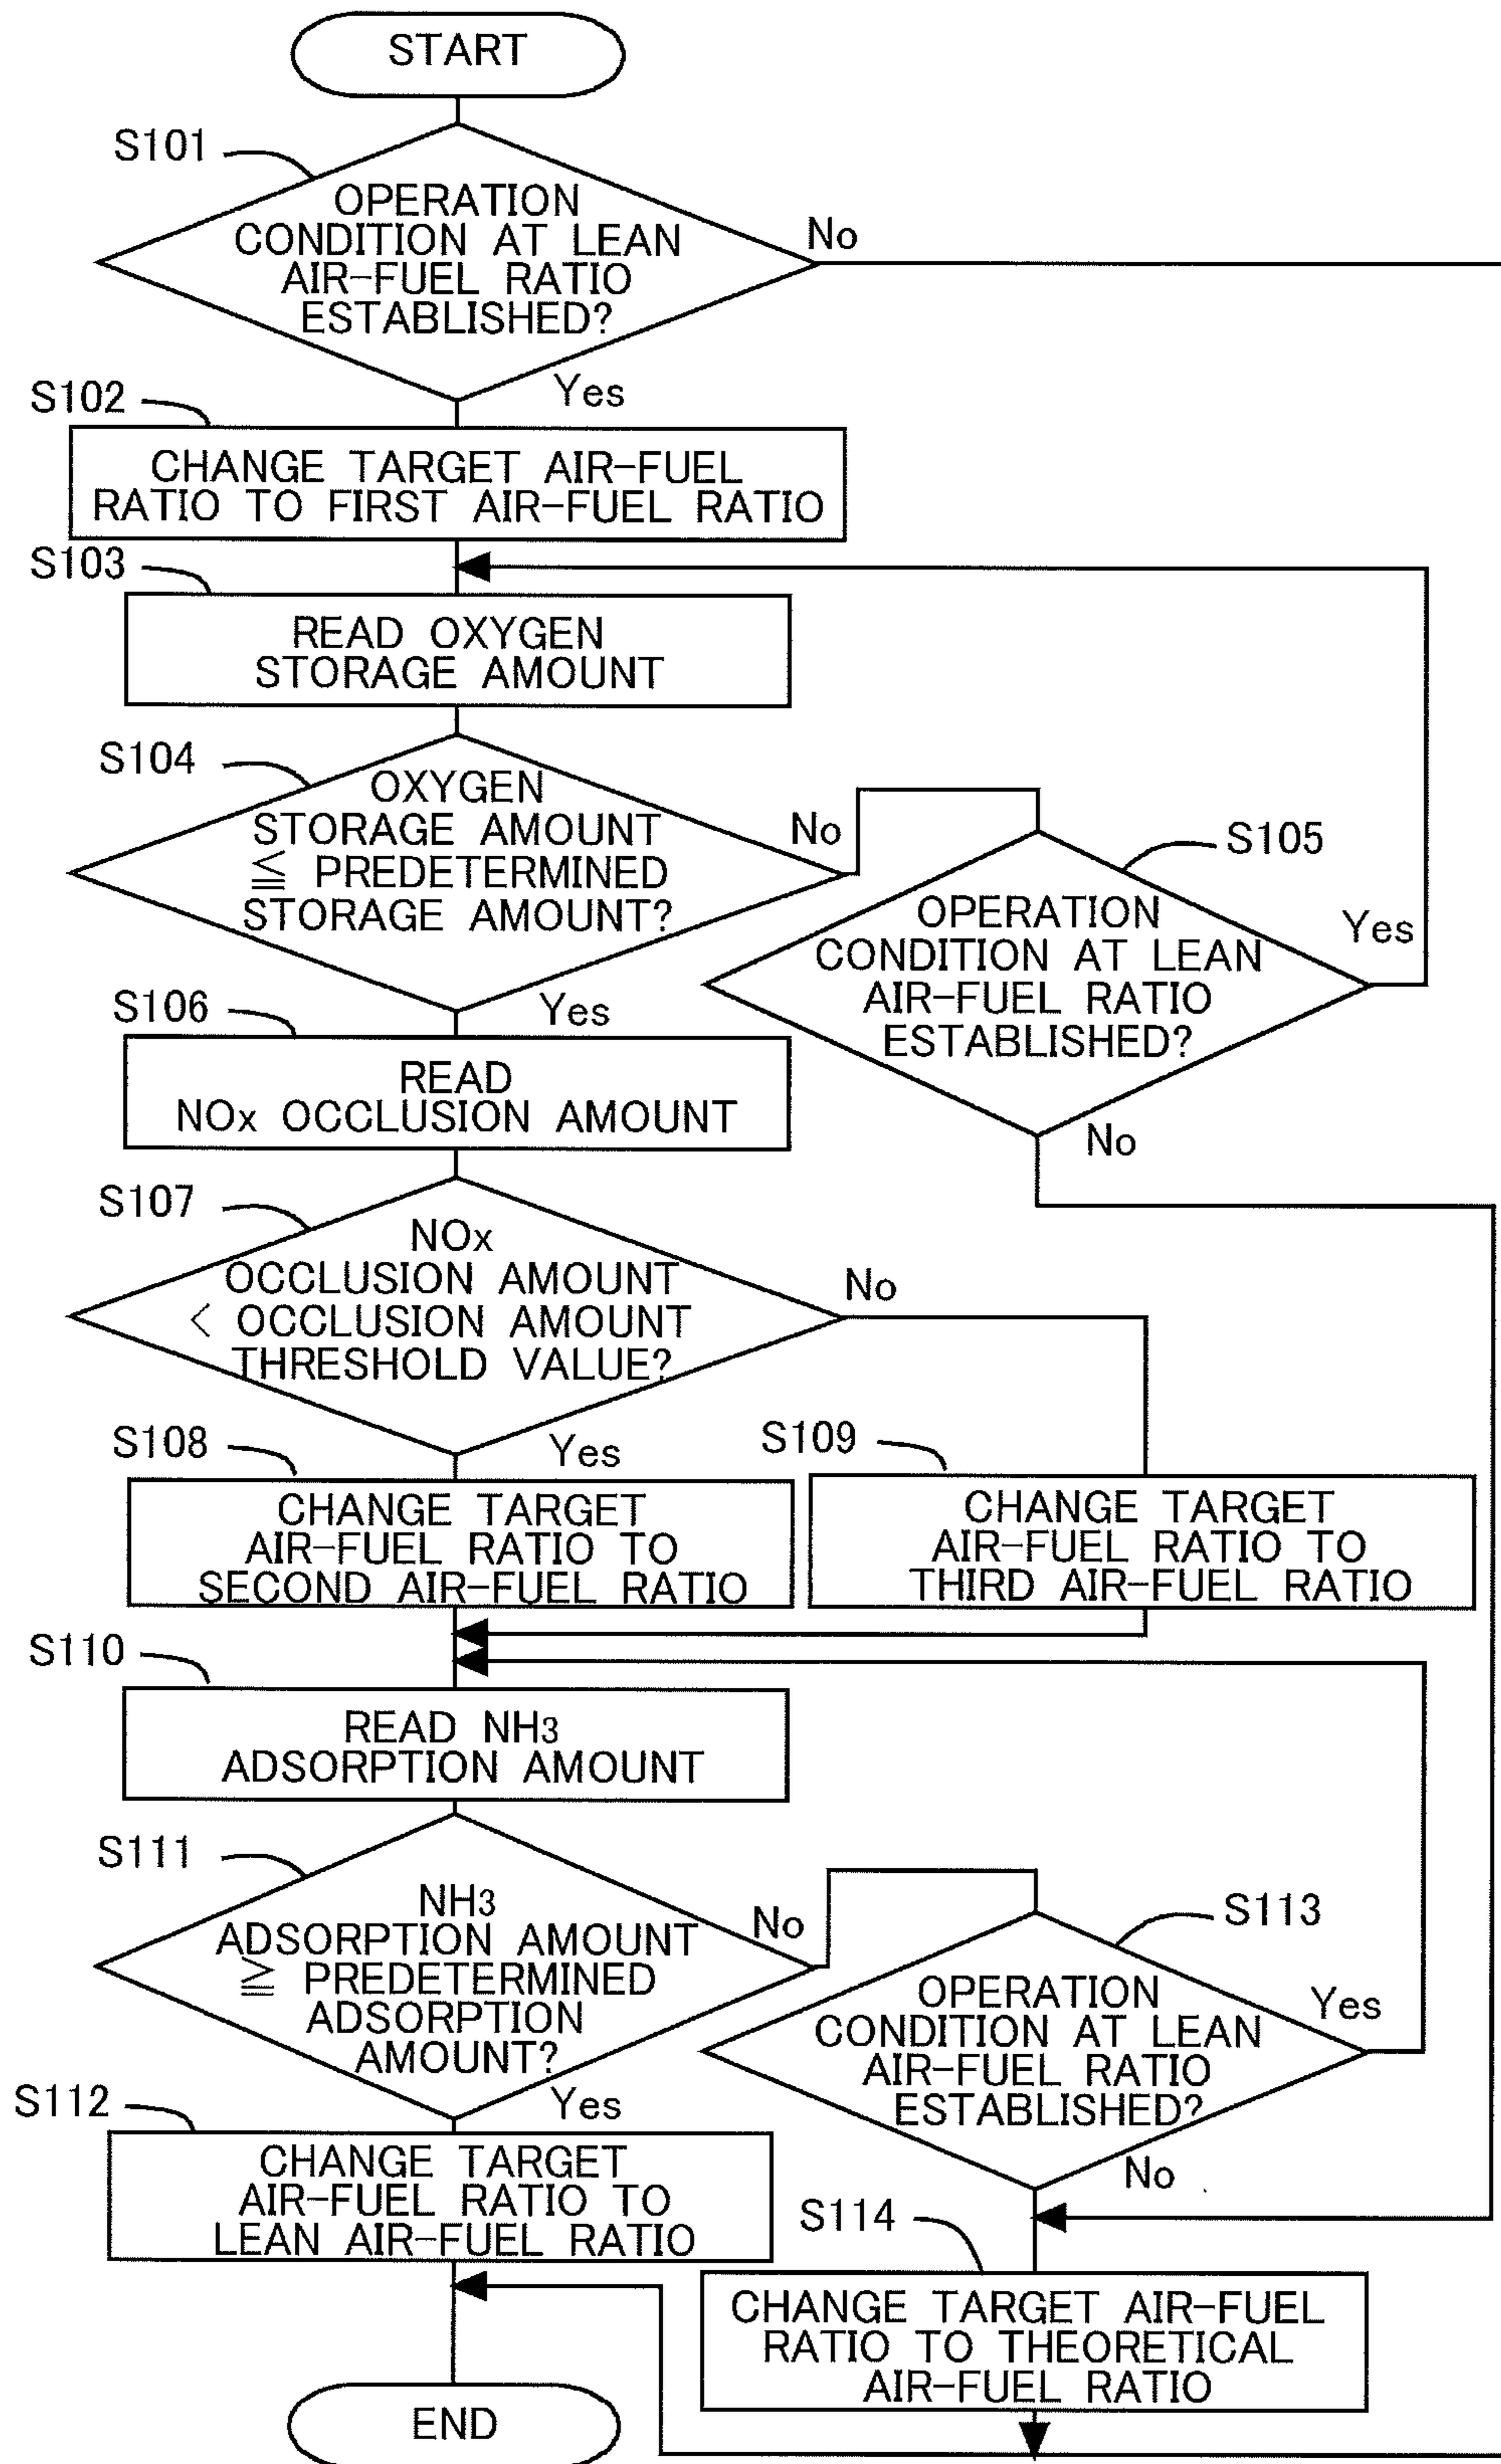 START
S101
OPERATION
CONDITION AT LEAN
AIR-FUEL RATIO
ESTABLISHED?
No
Yes
S102
CHANGE TARGET AIR-FUEL
RATIO TO FIRST AIR-FUEL RATIO
S103
READ OXYGEN
STORAGE AMOUNT
S104
OXYGEN
STORAGE AMOUNT
≦ PREDETERMINED
STORAGE AMOUNT?
No
Yes
S105
OPERATION
CONDITION AT LEAN
AIR-FUEL RATIO
ESTABLISHED?
Yes
No
S106
READ
NOx OCCLUSION AMOUNT
S107
NOx
OCCLUSION AMOUNT
< OCCLUSION AMOUNT
THRESHOLD VALUE?
No
Yes
S108
CHANGE TARGET
AIR-FUEL RATIO TO
SECOND AIR-FUEL RATIO
S109
CHANGE TARGET
AIR-FUEL RATIO TO
THIRD AIR-FUEL RATIO
S110
READ NH3
ADSORPTION AMOUNT
S111
NH3
ADSORPTION AMOUNT
≧ PREDETERMINED
ADSORPTION
AMOUNT?
No
Yes
S113
OPERATION
CONDITION AT LEAN
AIR-FUEL RATIO
ESTABLISHED?
Yes
No
S112
CHANGE TARGET
AIR-FUEL RATIO TO
LEAN AIR-FUEL RATIO
S114
CHANGE TARGET AIR-FUEL
RATIO TO THEORETICAL
AIR-FUEL RATIO
END